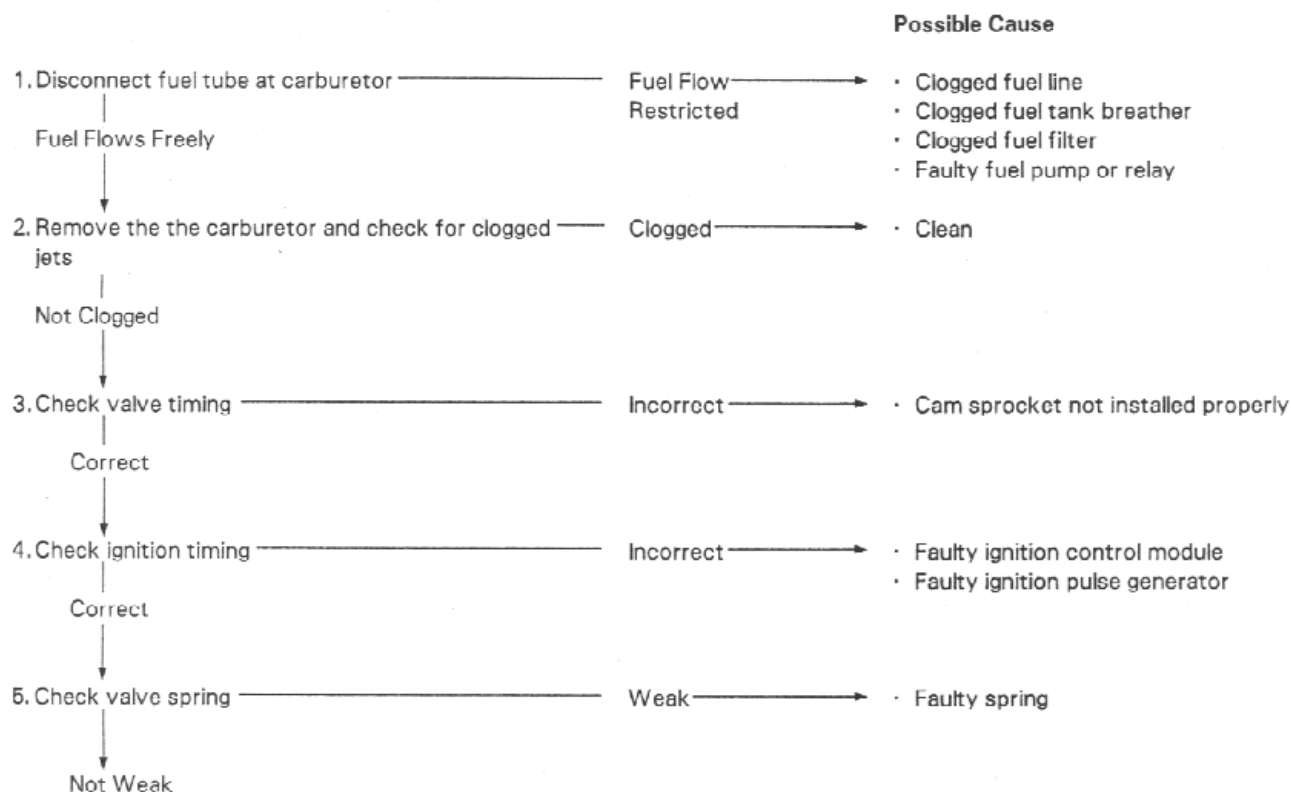 Possible Cause
1. Disconnect fuel tube at carburetor
Fuel Flow
Restricted
· Clogged fuel line
· Clogged fuel tank breather
· Clogged fuel filter
· Faulty fuel pump or relay
Fuel Flows Freely
2. Remove the the carburetor and check for clogged
jets
Clogged
· Clean
Not Clogged
3. Check valve timing
Incorrect
· Cam sprocket not installed properly
Correct
4. Check ignition timing
Incorrect
· Faulty ignition control module
· Faulty ignition pulse generator
Correct
5. Check valve spring
Weak
· Faulty spring
Not Weak